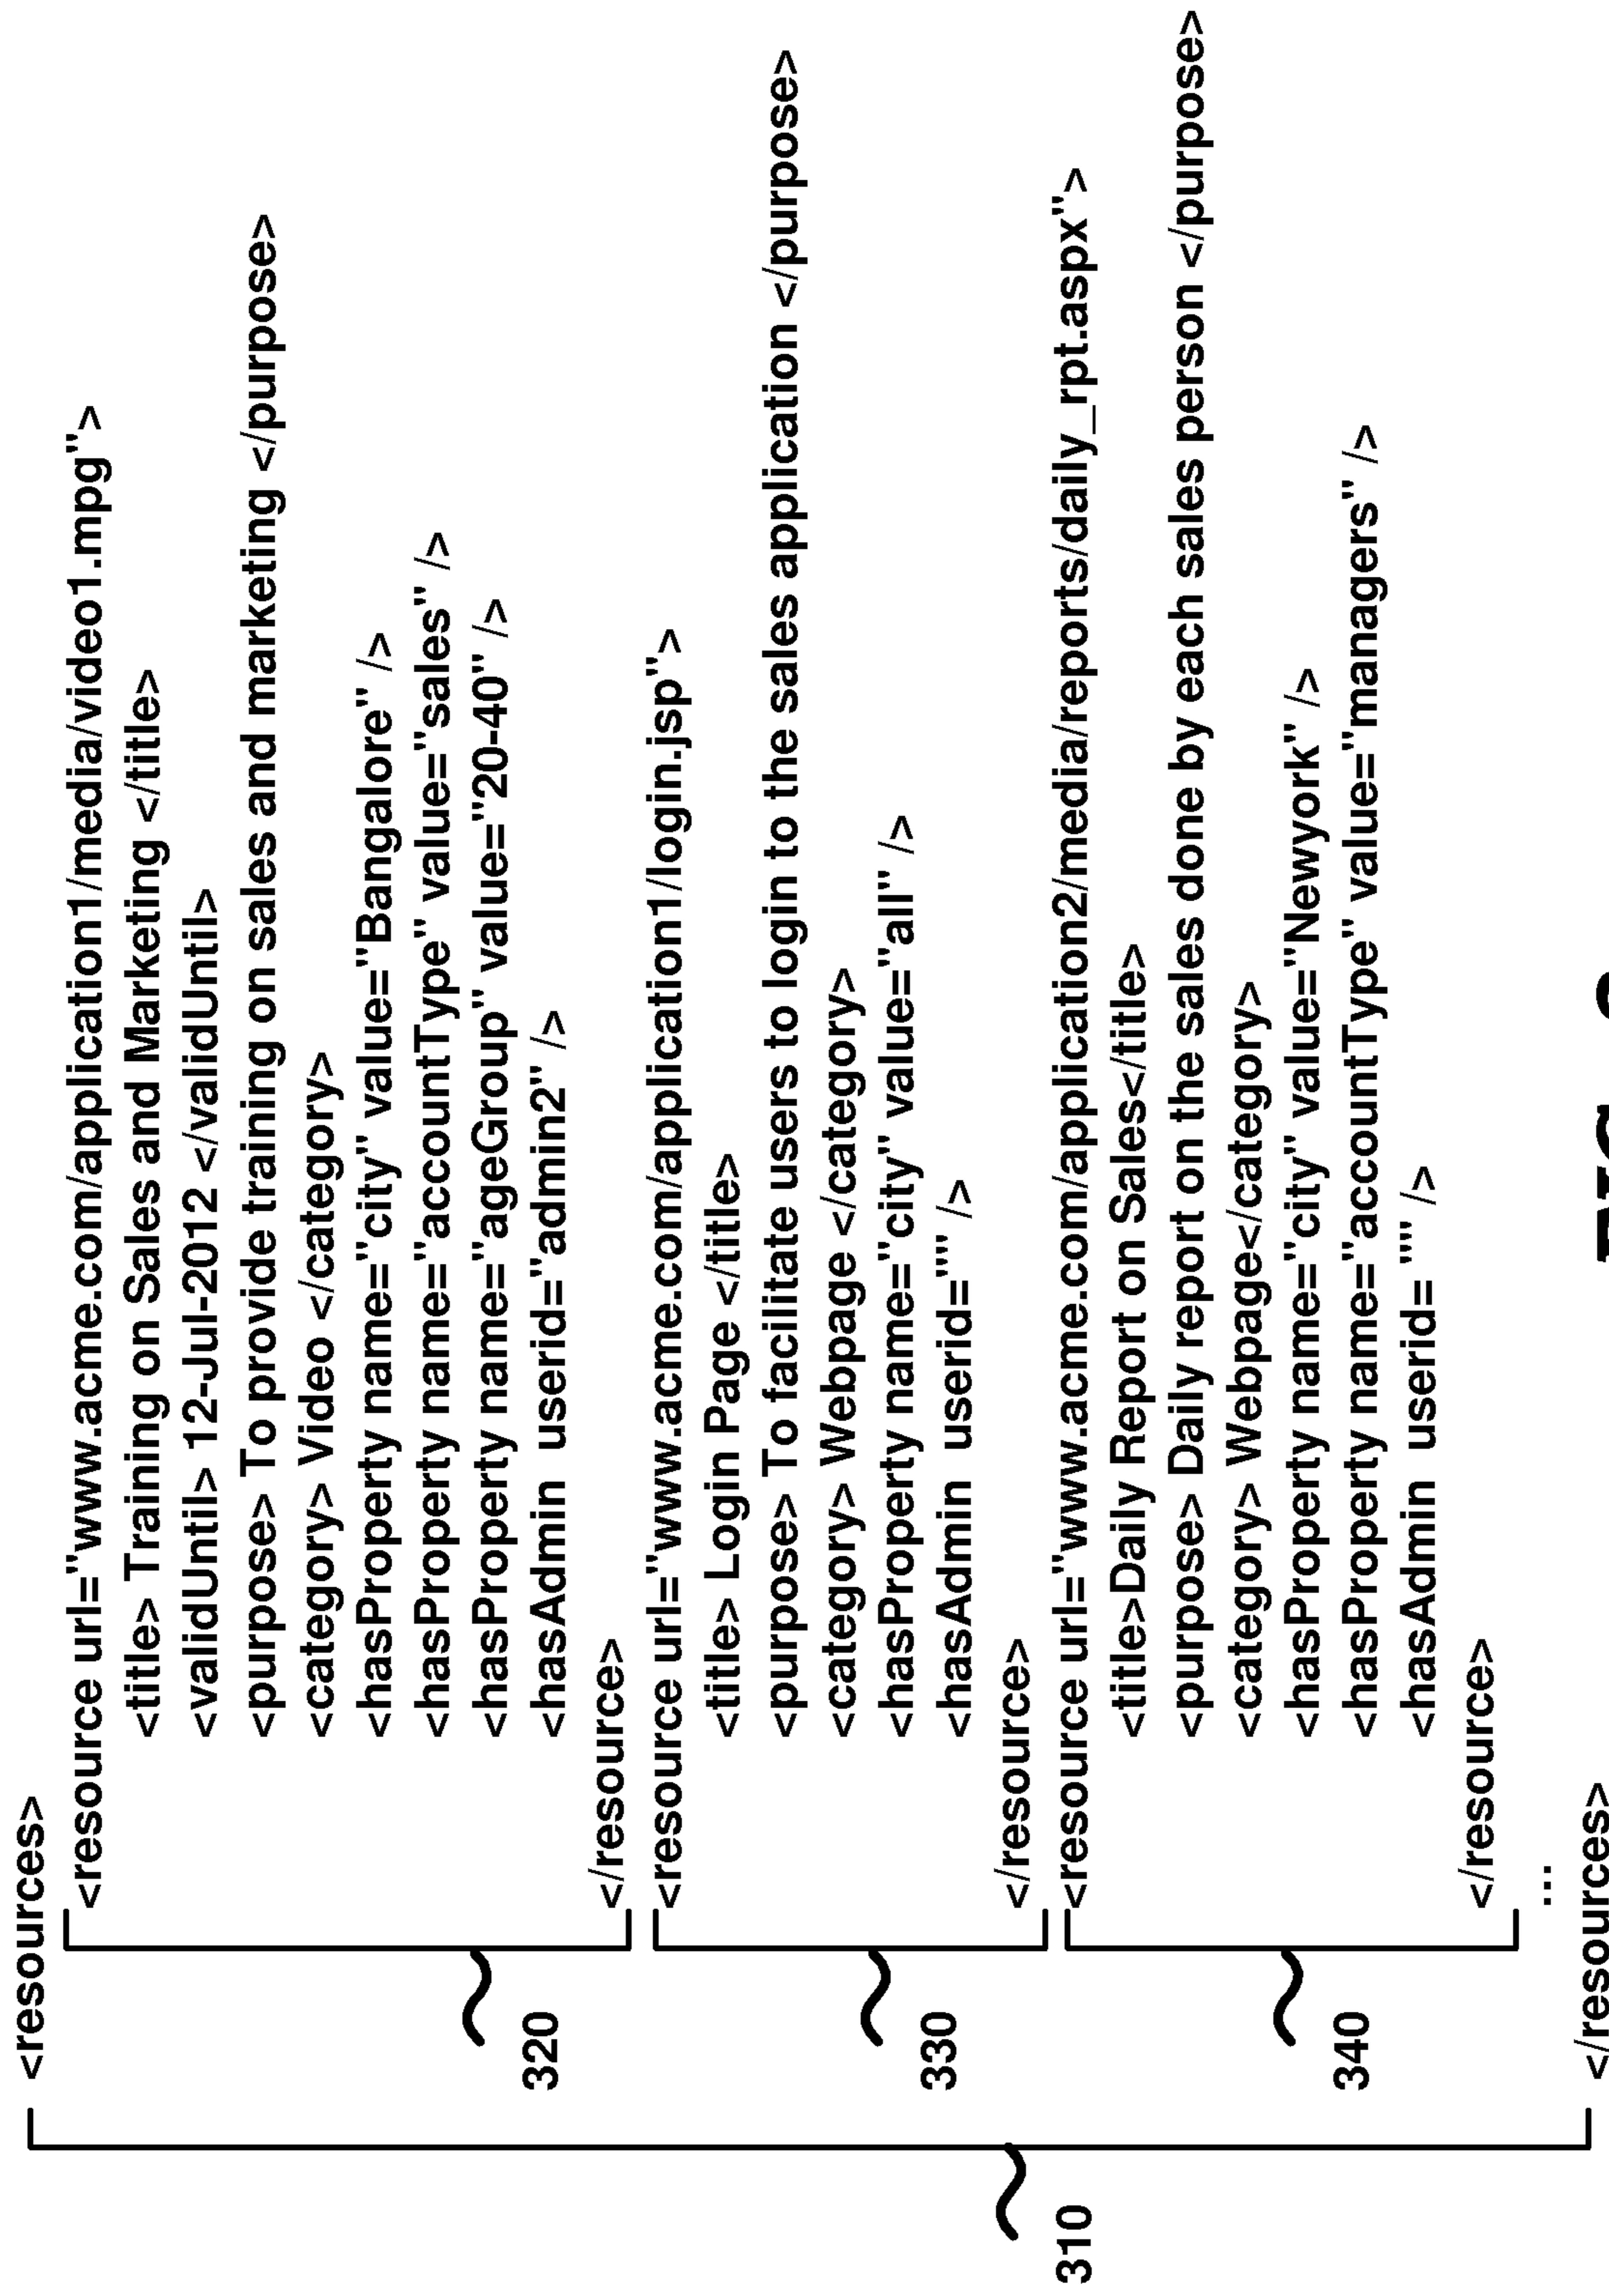 <resources>
<resource url="www.acme.com/application1/media/video1.mpg">
<title> Training on Sales and Marketing </title>
<validUntil> 12-Jul-2012 </validUntil>
<purpose> To provide training on sales and marketing </purpose>
<category> Video </category>
<hasProperty name="city" value="Bangalore" />
<hasProperty name="accountType" value="sales" />
<hasProperty name="ageGroup" value="20-40" />
<hasAdmin userid="admin2" />
</resource>
320
<resource url="www.acme.com/application1/login.jsp">
<title> Login Page </title>
<purpose> To facilitate users to login to the sales application </purpose>
<category> Webpage </category>
<hasProperty name="city" value="all" />
<hasAdmin userid="" />
</resource>
330
<resource url="www.acme.com/application2/media/reports/daily_rpt.aspx">
<title>Daily Report on Sales</title>
<purpose> Daily report on the sales done by each sales person </purpose>
<category> Webpage</category>
<hasProperty name="city" value="Newyork" />
<hasProperty name="accountType" value="managers" />
<hasAdmin userid="" />
</resource>
340
...
</resources>
310